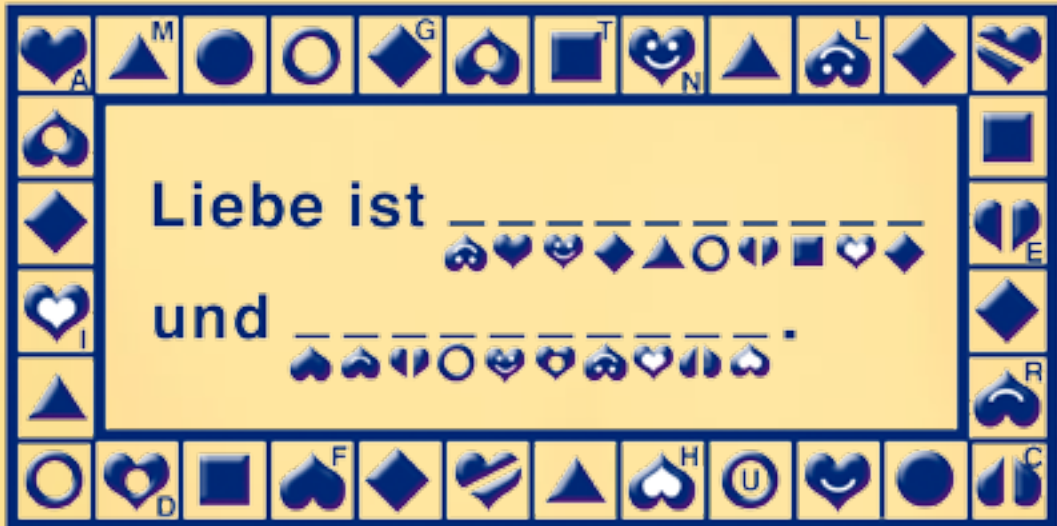 A M G T N L
Liebe ist _ _ _ _ _ _ _ _ _ _
E
und _ _ _ _ _ _ _ _ _ _ .
I
R
D F H U C